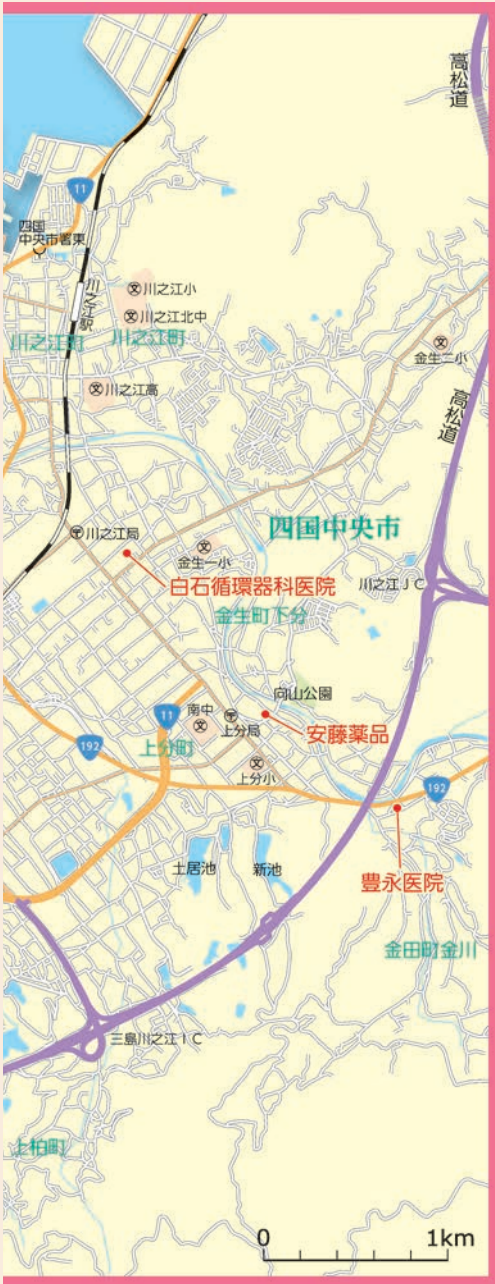 高松道
11
四国
中央市署東
川之江小
川之江駅
川之江北中
川之江町
川之江町
金生二小
川之江高
高松道
四国中央市
川之江局
金生一小
白石循環器科医院
川之江JC
金生町下分
向山公園
南中
11
上分局
安藤薬品
192
上分町
上分小
192
土居池
新池
豊永医院
金田町金川
三島川之江IC
上柏町
0
1km